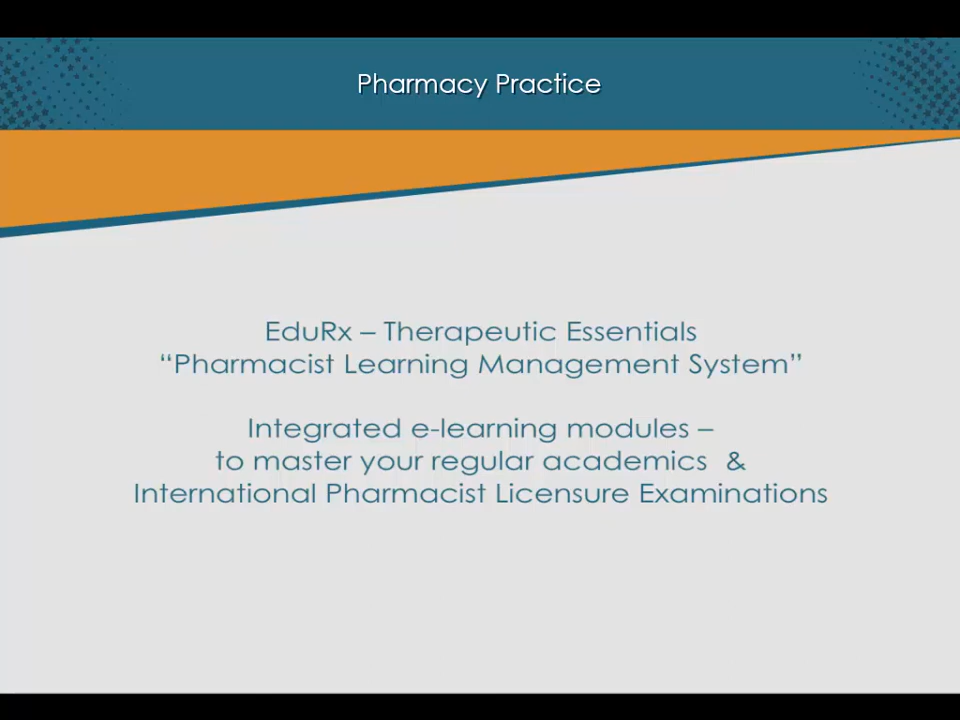 Pharmacy Practice
EduRx – Therapeutic Essentials
“Pharmacist Learning Management System”
Integrated e-learning modules –
to master your regular academics &
International Pharmacist Licensure Examinations